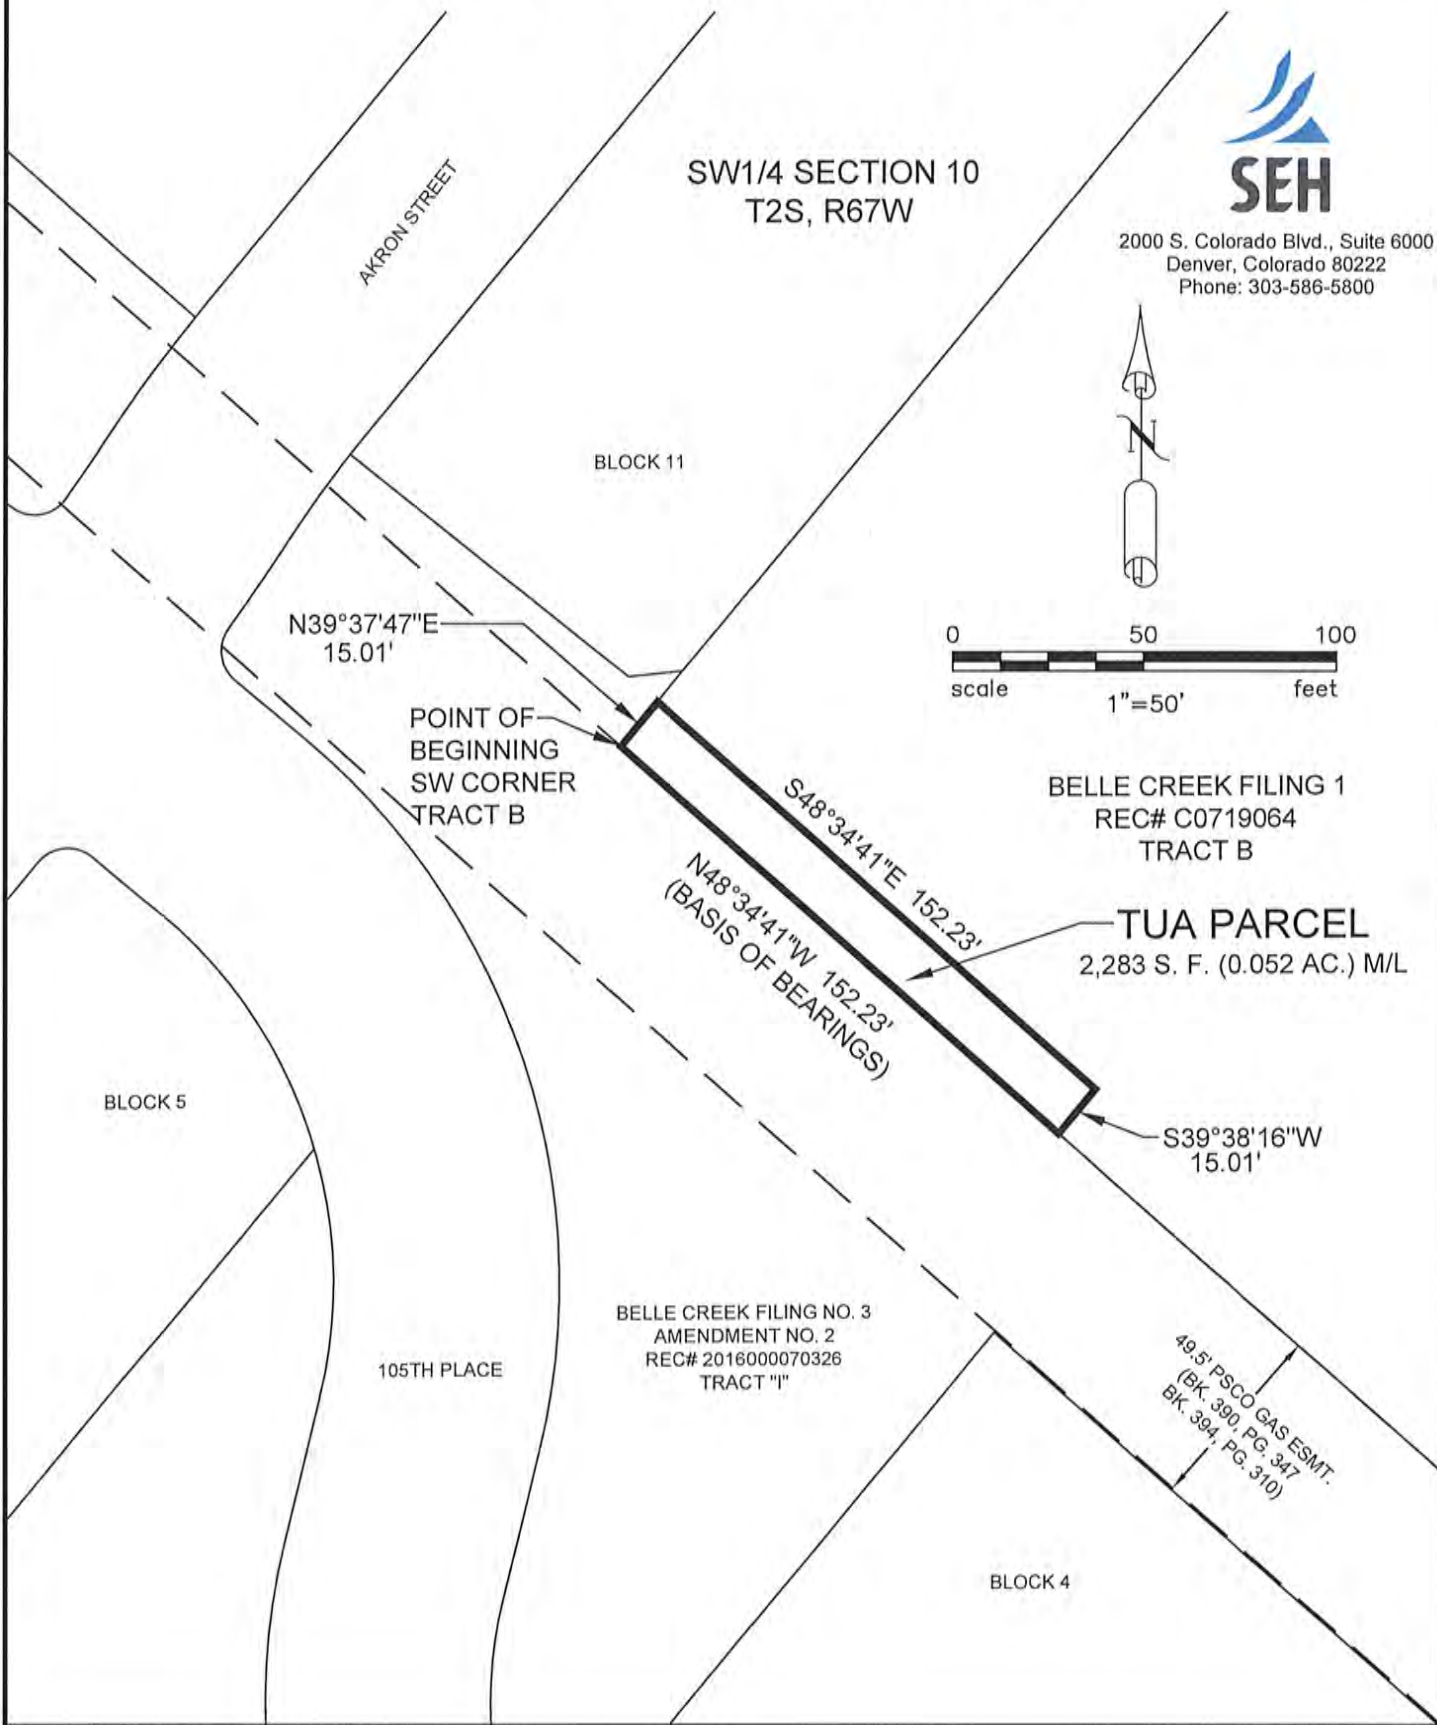 SEH
2000 S. Colorado Blvd., Suite 6000
Denver, Colorado 80222
Phone: 303-586-5800
SW1/4 SECTION 10
T2S, R67W
AKRON STREET
N
BLOCK 11
N39°37'47"E
15.01'
0 50 100
scale 1"=50' feet
POINT OF
BEGINNING
SW CORNER
TRACT B
BELLE CREEK FILING 1
REC# C0719064
TRACT B
S48°34'41"E 152.23'
N48°34'41"W 152.23'
(BASIS OF BEARINGS)
TUA PARCEL
2,283 S. F. (0.052 AC.) M/L
BLOCK 5
S39°38'16"W
15.01'
BELLE CREEK FILING NO. 3
AMENDMENT NO. 2
REC# 2016000070326
TRACT "I"
105TH PLACE
49.5' PSCO GAS ESMT.
(BK. 390, PG. 347
BK. 394, PG. 310)
BLOCK 4